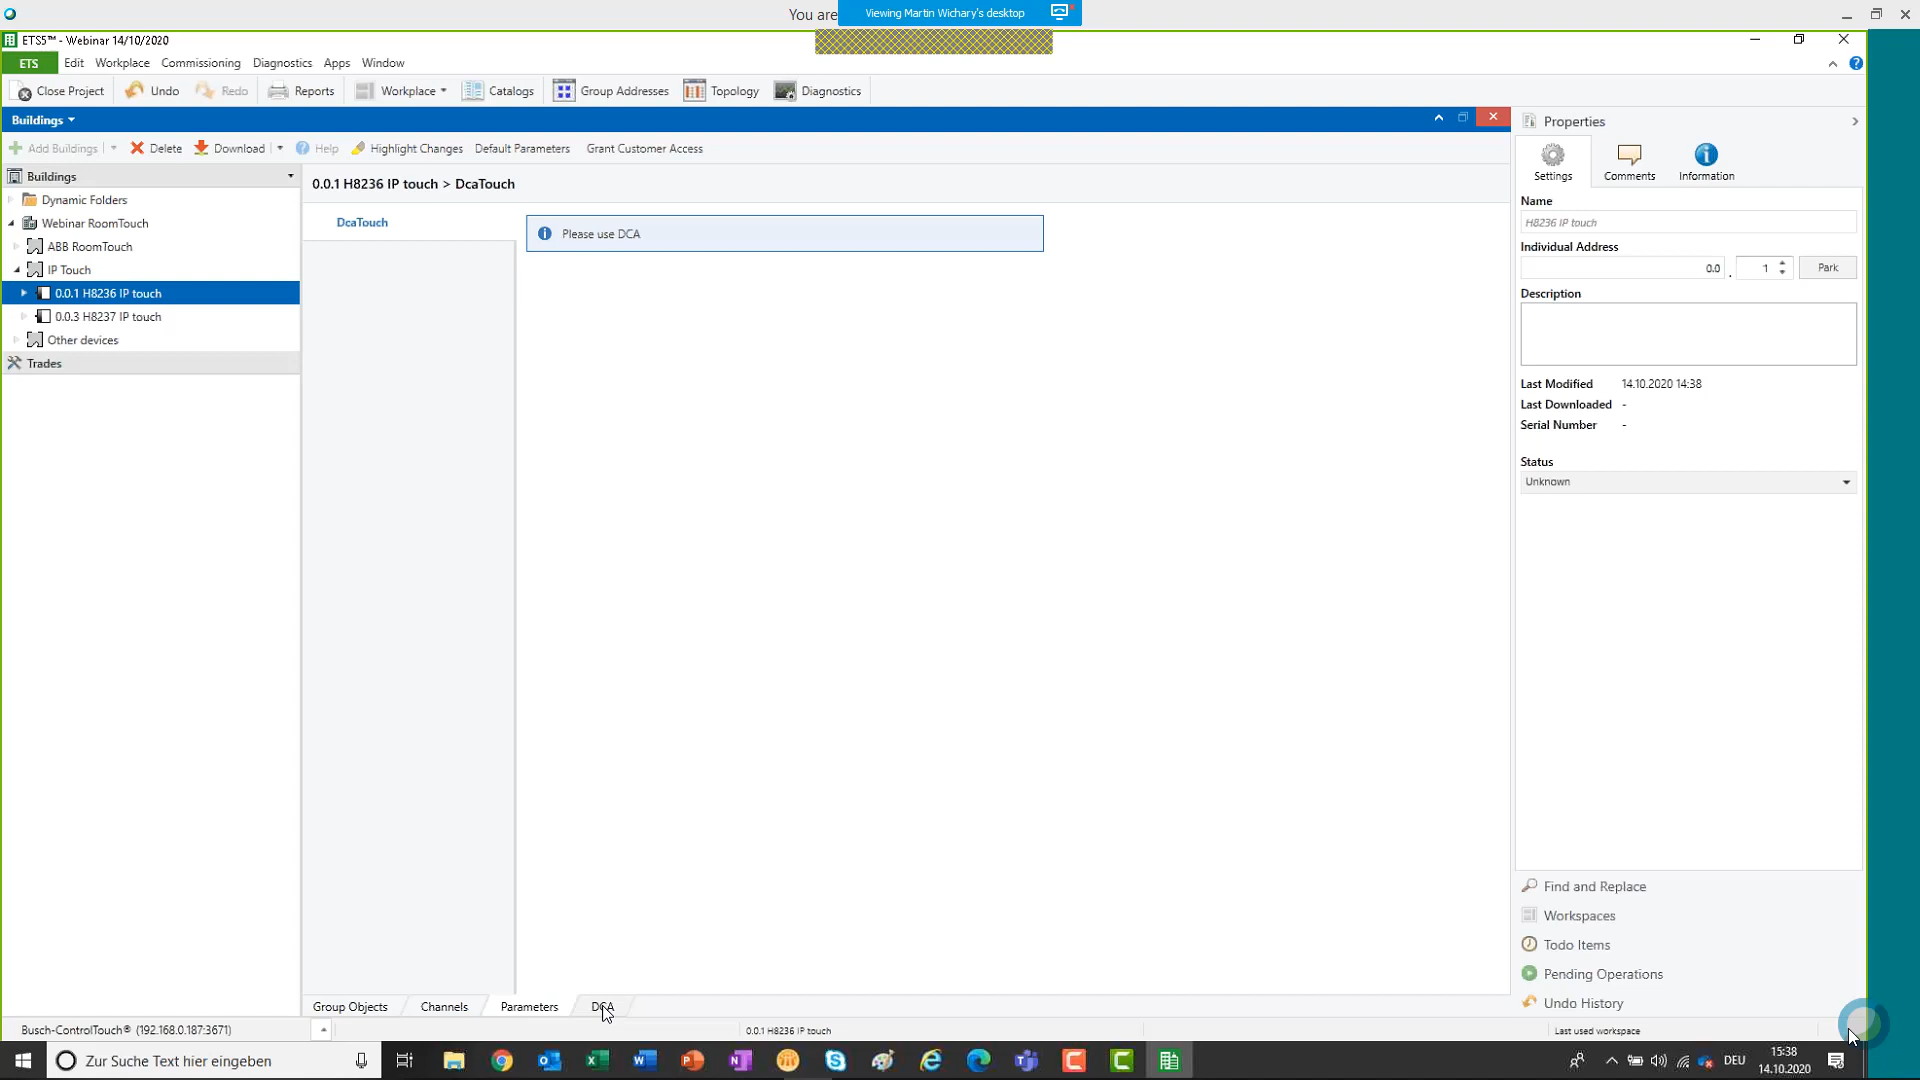 You are
Viewing Martin Wichary's desktop
ETS5™ - Webinar 14/10/2020
ETS Edit Workplace Commissioning Diagnostics Apps Window
Close Project Undo Redo Reports Workplace Catalogs Group Addresses Topology Diagnostics
Buildings
Add Buildings Delete Download Help Highlight Changes Default Parameters Grant Customer Access
Buildings
Dynamic Folders
Webinar RoomTouch
ABB RoomTouch
IP Touch
0.0.1 H8236 IP touch
0.0.3 H8237 IP touch
Other devices
Trades
0.0.1 H8236 IP touch > DcaTouch
DcaTouch
Please use DCA
Group Objects Channels Parameters DCA
Properties
Settings Comments Information
Name
H8236 IP touch
Individual Address
0.0 . 1 Park
Description
Last Modified 14.10.2020 14:38
Last Downloaded -
Serial Number -
Status
Unknown
Find and Replace
Workspaces
Todo Items
Pending Operations
Undo History
Busch-ControlTouch® (192.168.0.187:3671) 0.0.1 H8236 IP touch Last used workspace
Zur Suche Text hier eingeben
DEU
15:38
14.10.2020